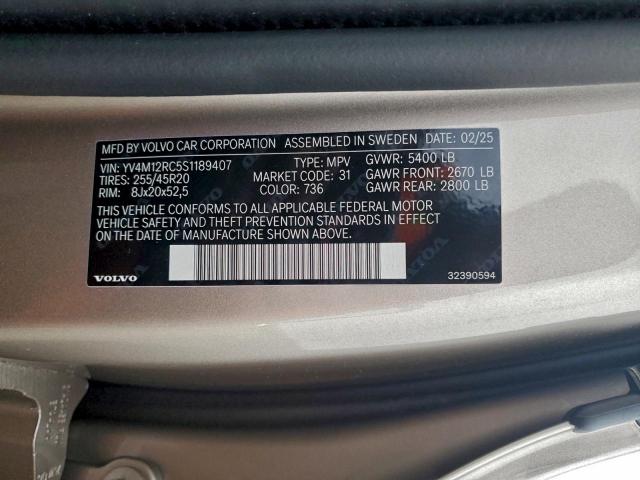 MFD BY VOLVO CAR CORPORATION ASSEMBLED IN SWEDEN DATE: 02/25
VIN: YV4M12RC5S1189407 TYPE: MPV GVWR: 5400 LB
TIRES: 255/45R20 MARKET CODE: 31 GAWR FRONT: 2670 LB
RIM: 8Jx20x52,5 COLOR: 736 GAWR REAR: 2800 LB
THIS VEHICLE CONFORMS TO ALL APPLICABLE FEDERAL MOTOR
VEHICLE SAFETY AND THEFT PREVENTION STANDARDS IN EFFECT
ON THE DATE OF MANUFACTURE SHOWN ABOVE.
VOLVO 32390594